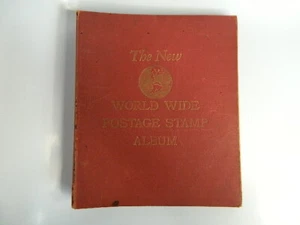 The New
WORLD WIDE
POSTAGE STAMP
ALBUM